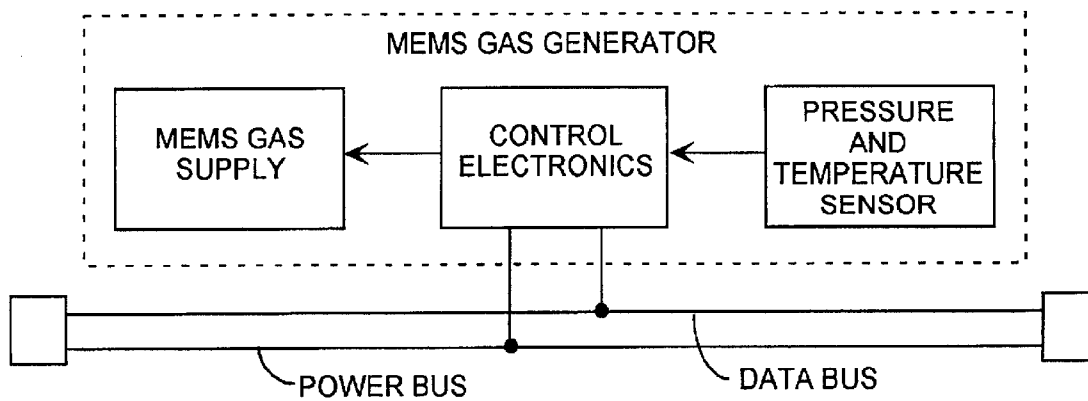 MEMS GAS GENERATOR
MEMS GAS
SUPPLY
CONTROL
ELECTRONICS
PRESSURE
AND
TEMPERATURE
SENSOR
POWER BUS
DATA BUS